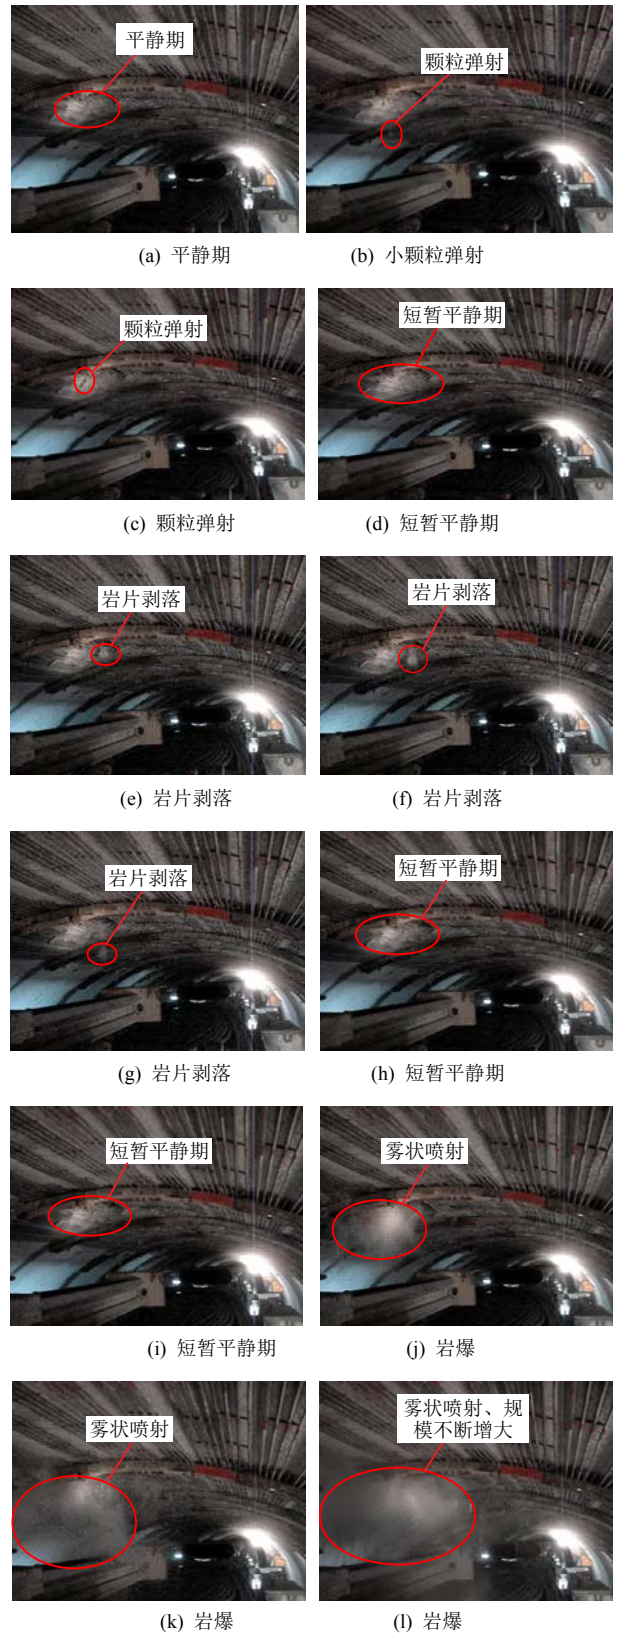 平静期
颗粒弹射
(a) 平静期
(b) 小颗粒弹射
颗粒弹射
短暂平静期
(c) 颗粒弹射
(d) 短暂平静期
岩片剥落
岩片剥落
(e) 岩片剥落
(f) 岩片剥落
岩片剥落
短暂平静期
(g) 岩片剥落
(h) 短暂平静期
短暂平静期
雾状喷射
(i) 短暂平静期
(j) 岩爆
雾状喷射
雾状喷射、规
模不断增大
(k) 岩爆
(l) 岩爆